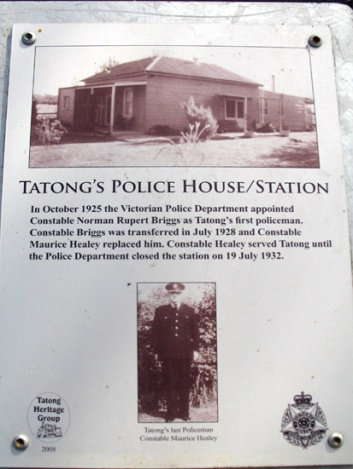 TATONG'S POLICE HOUSE/STATION
In October 1925 the Victorian Police Department appointed
Constable Norman Rupert Briggs as Tatong's first policeman.
Constable Briggs was transferred in July 1928 and Constable
Maurice Healey replaced him. Constable Healey served Tatong until
the Police Department closed the station on 19 July 1932.
Tatong's last Policeman
Constable Maurice Healey
Tatong
Heritage
Group
2008